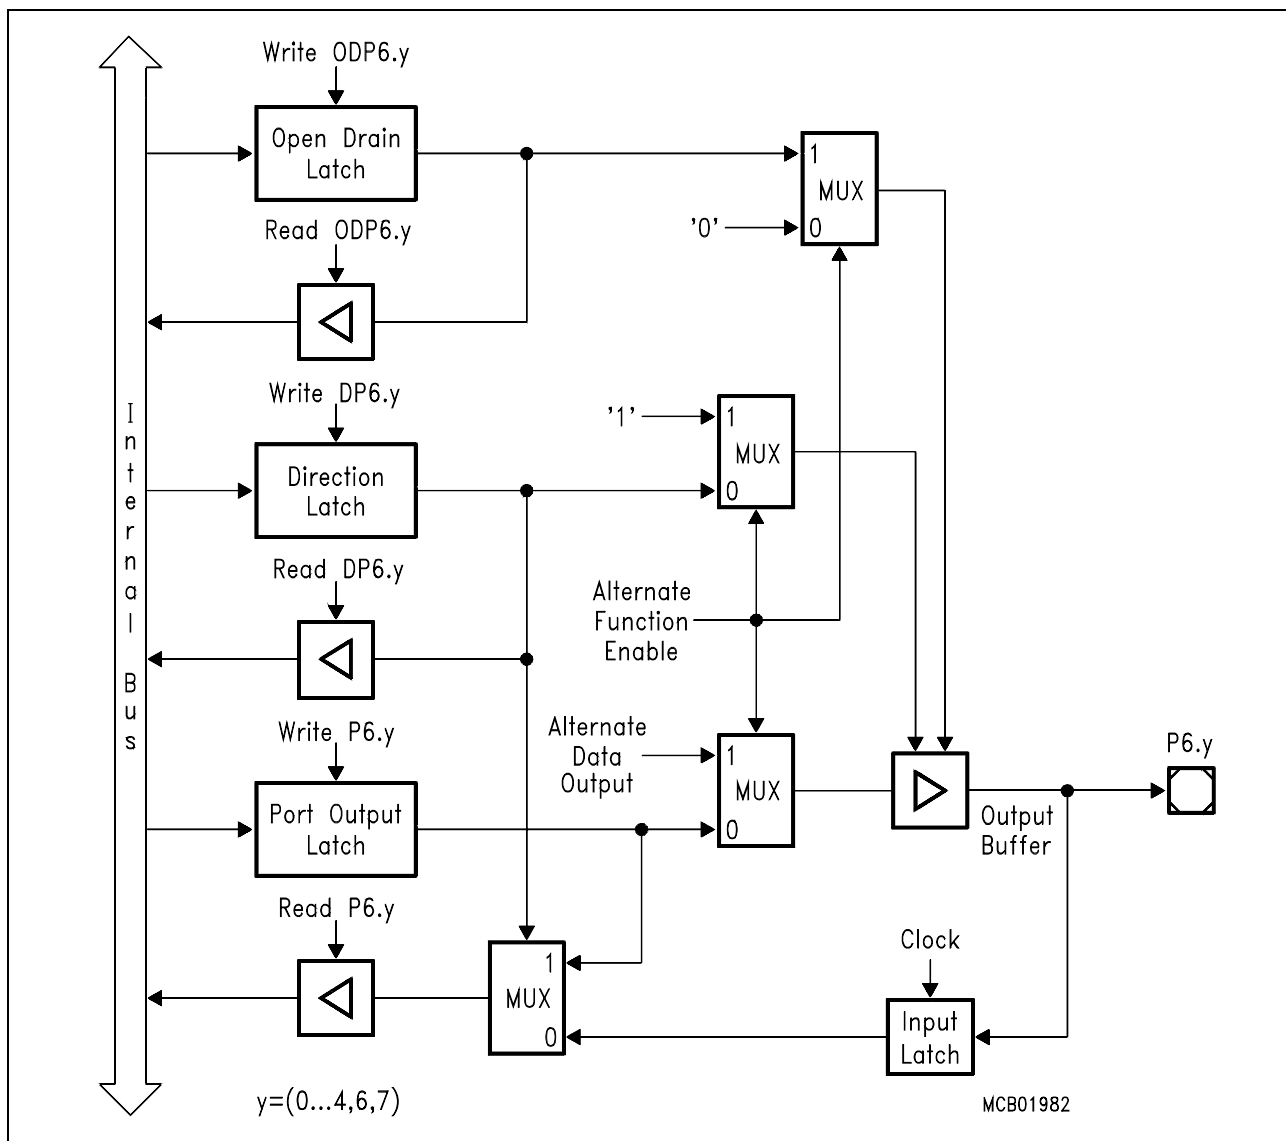 Write ODP6.y
Open Drain
Latch
1
MUX
'0'
0
Read ODP6.y
Internal Bus
Write DP6.y
'1'
1
MUX
Direction
Latch
0
Read DP6.y
Alternate
Function
Enable
Write P6.y
Alternate
Data
Output
1
MUX
P6.y
Port Output
Latch
0
Output
Buffer
Read P6.y
Clock
1
MUX
0
Input
Latch
y=(0...4,6,7)
MCB01982